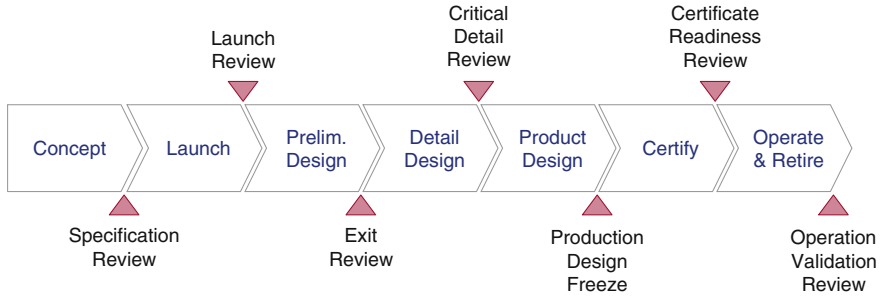 Launch
Review
Critical
Detail
Review
Certificate
Readiness
Review
Concept
Launch
Prelim.
Design
Detail
Design
Product
Design
Certify
Operate
& Retire
Specification
Review
Exit
Review
Production
Design
Freeze
Operation
Validation
Review